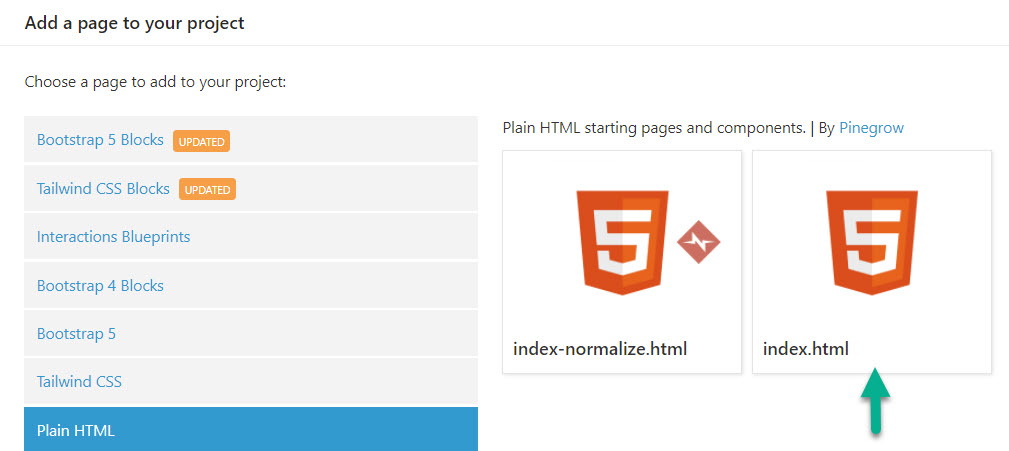 Add a page to your project
Choose a page to add to your project:
Bootstrap 5 Blocks UPDATED
Tailwind CSS Blocks UPDATED
Interactions Blueprints
Bootstrap 4 Blocks
Bootstrap 5
Tailwind CSS
Plain HTML
Plain HTML starting pages and components. | By Pinegrow
5
index-normalize.html
5
index.html